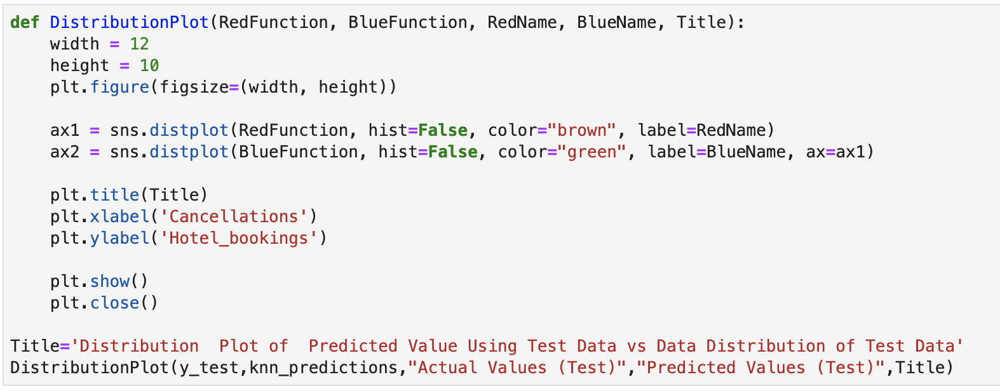 def DistributionPlot(RedFunction, BlueFunction, RedName, BlueName, Title):
    width = 12
    height = 10
    plt.figure(figsize=(width, height))

    ax1 = sns.distplot(RedFunction, hist=False, color="brown", label=RedName)
    ax2 = sns.distplot(BlueFunction, hist=False, color="green", label=BlueName, ax=ax1)

    plt.title(Title)
    plt.xlabel('Cancellations')
    plt.ylabel('Hotel_bookings')

    plt.show()
    plt.close()

Title='Distribution  Plot of  Predicted Value Using Test Data vs Data Distribution of Test Data'
DistributionPlot(y_test,knn_predictions,"Actual Values (Test)","Predicted Values (Test)",Title)